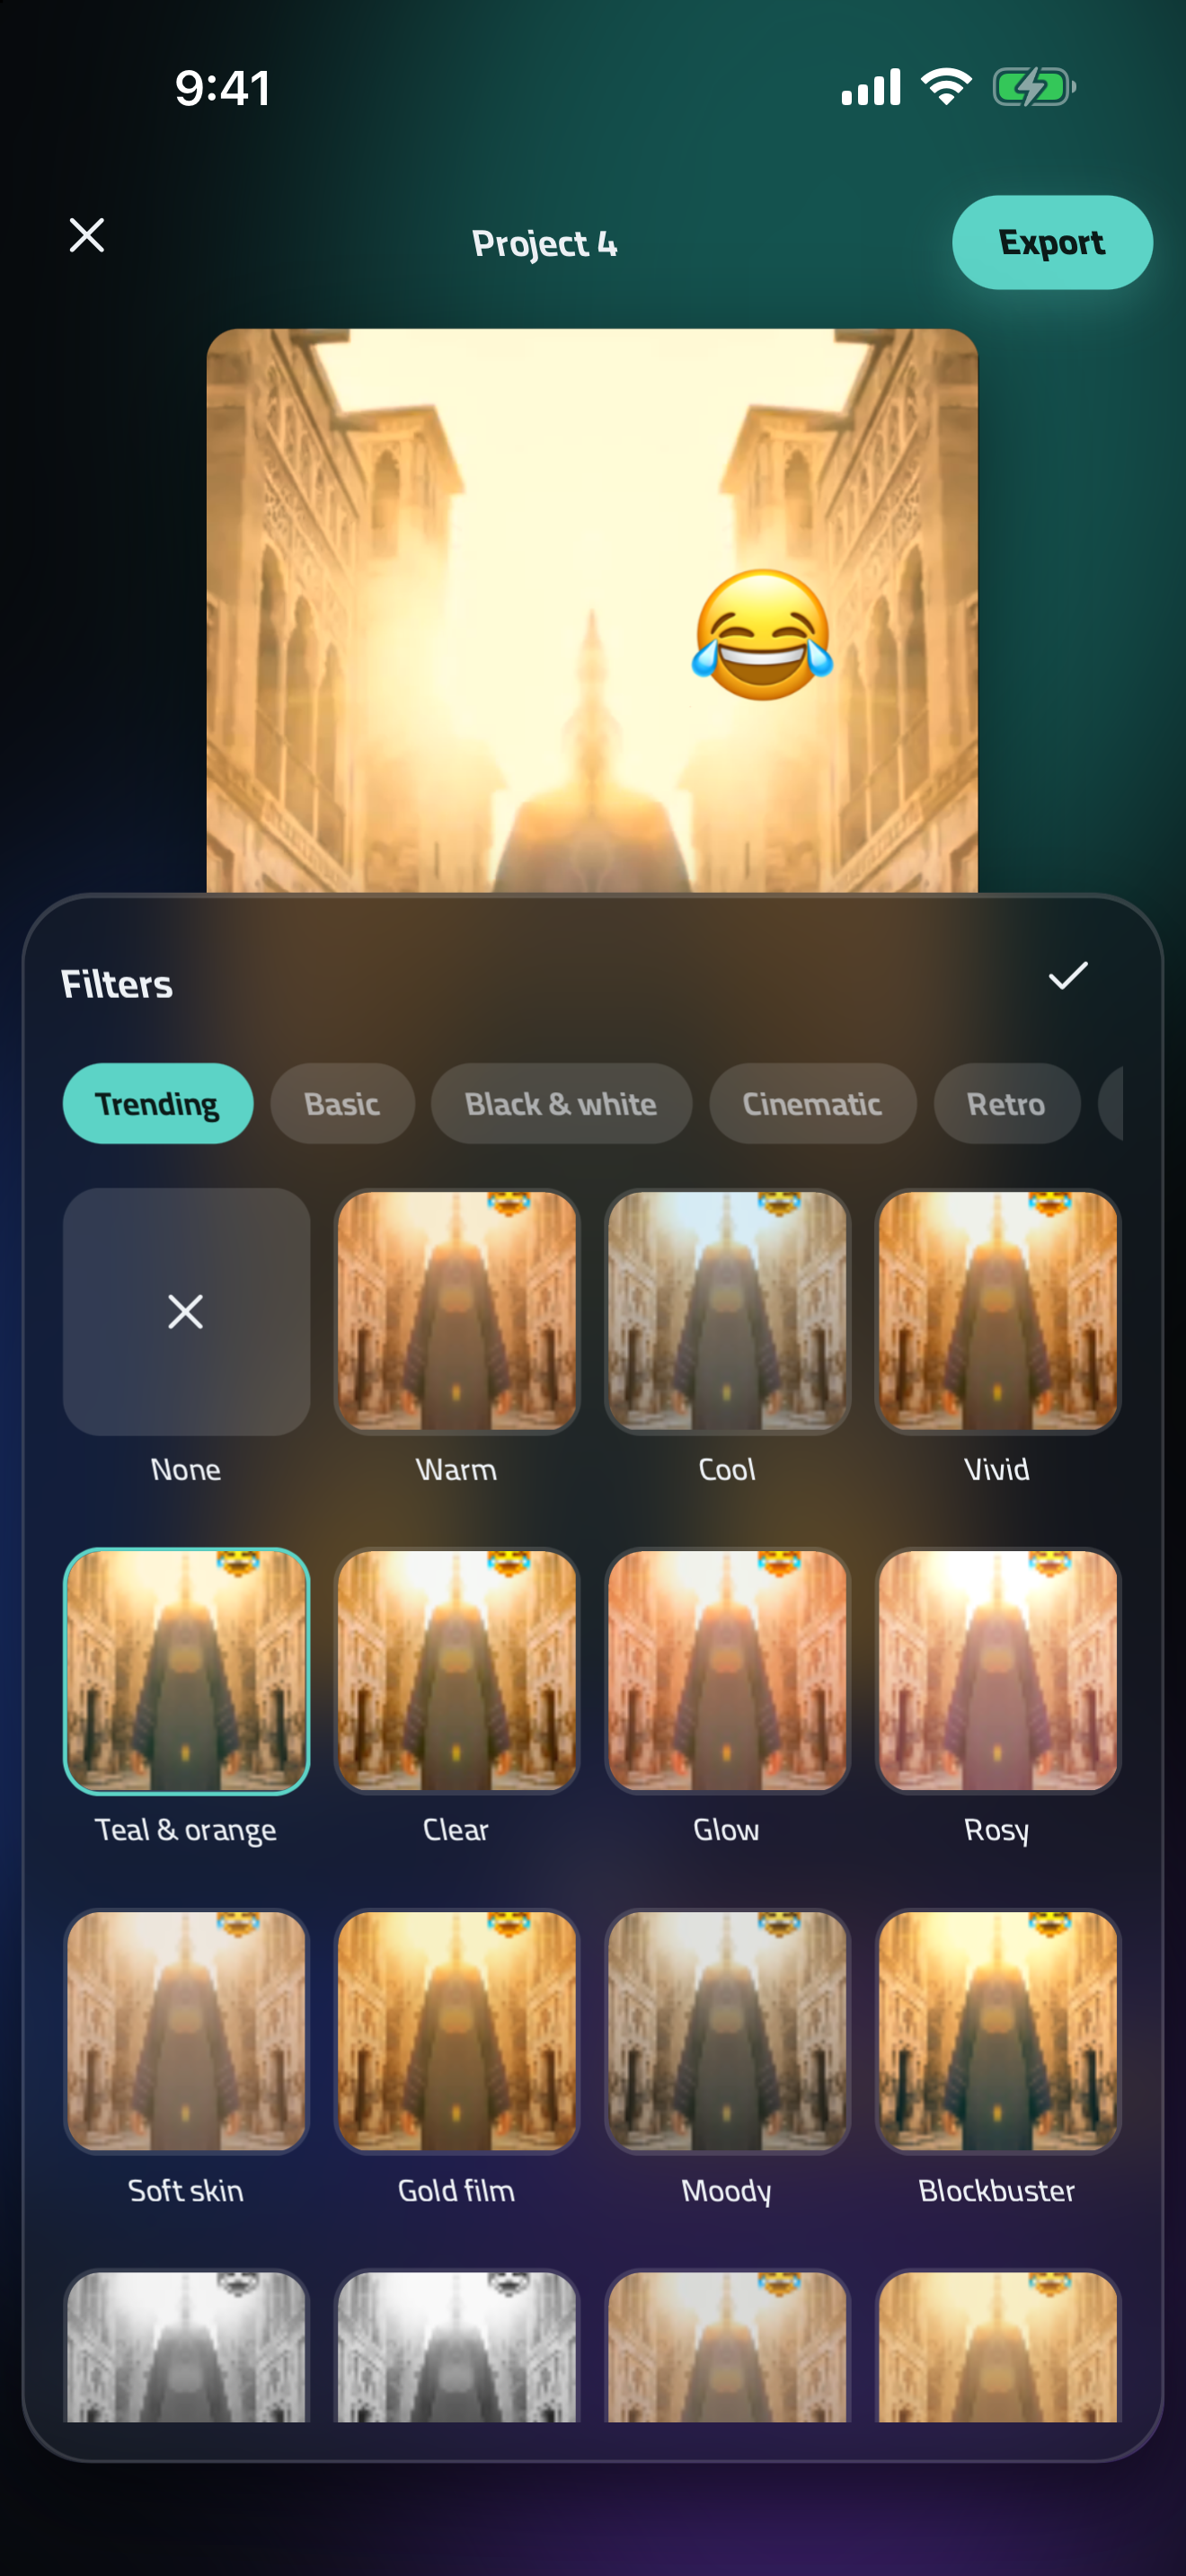 9:41
Project 4
Export
Filters
Trending
Basic
Black & white
Cinematic
Retro
None
Warm
Cool
Vivid
Teal & orange
Clear
Glow
Rosy
Soft skin
Gold film
Moody
Blockbuster